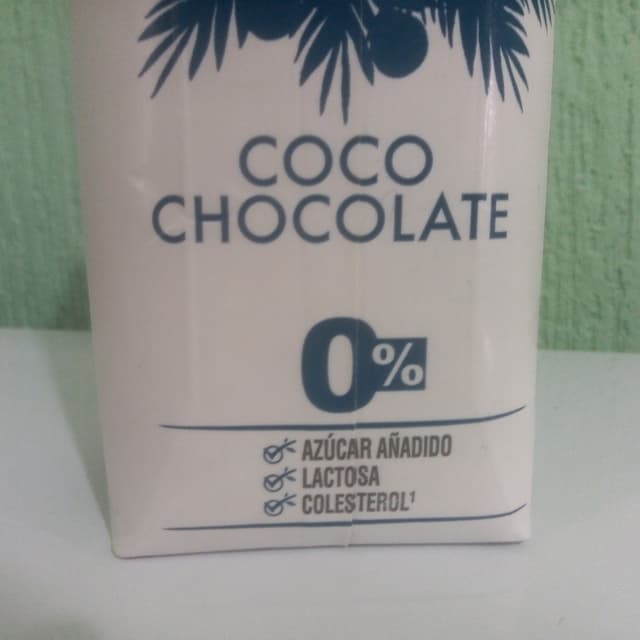 COCO
CHOCOLATE
0%
AZÚCAR AÑADIDO
LACTOSA
COLESTEROL¹